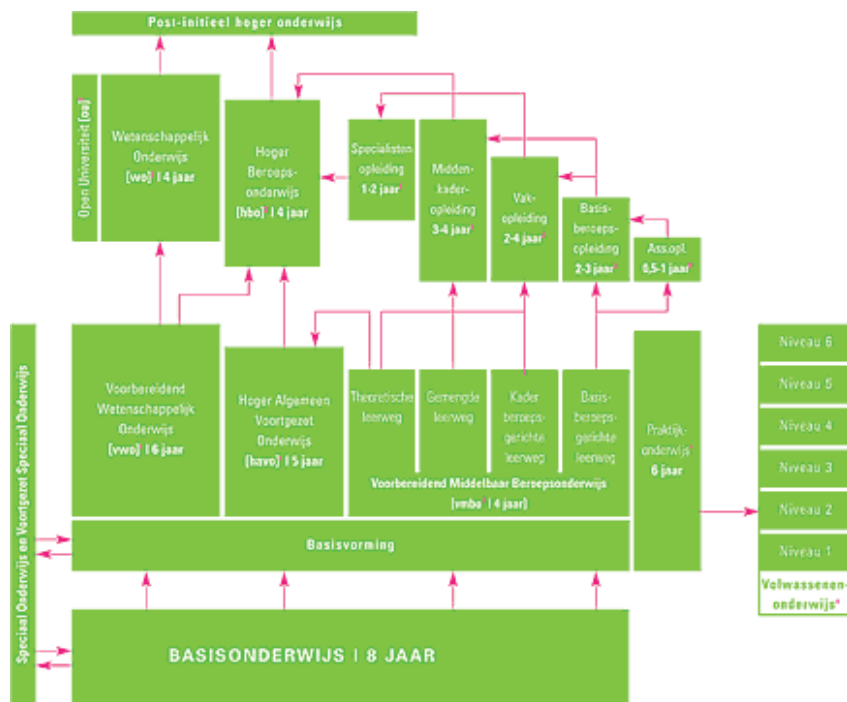 Post-initieel hoger onderwijs
Open Universiteit [ou]
Wetenschappelijk
Onderwijs
[wo]* | 4 jaar
Hoger
Beroeps-
onderwijs
[hbo]* | 4 jaar
Specialisten
opleiding
1-2 jaar*
Midden-
kader-
opleiding
3-4 jaar*
Vak-
opleiding
2-4 jaar*
Basis-
beroeps-
opleiding
2-3 jaar*
Ass.opl.
0,5-1 jaar*
Speciaal Onderwijs en Voortgezet Speciaal Onderwijs
Voorbereidend
Wetenschappelijk
Onderwijs
[vwo]* | 6 jaar
Hoger Algemeen
Voortgezet
Onderwijs
[havo]* | 5 jaar
Theoretische
leerweg
Gemengde
leerweg
Kader
beroeps-
gerichte
leerweg
Basis-
beroeps-
gerichte
leerweg
Voorbereidend Middelbaar Beroepsonderwijs
[vmbo* | 4 jaar]
Praktijk-
onderwijs*
6 jaar
Niveau 6
Niveau 5
Niveau 4
Niveau 3
Niveau 2
Niveau 1
Volwassenen-
onderwijs*
Basisvorming
BASISONDERWIJS | 8 JAAR